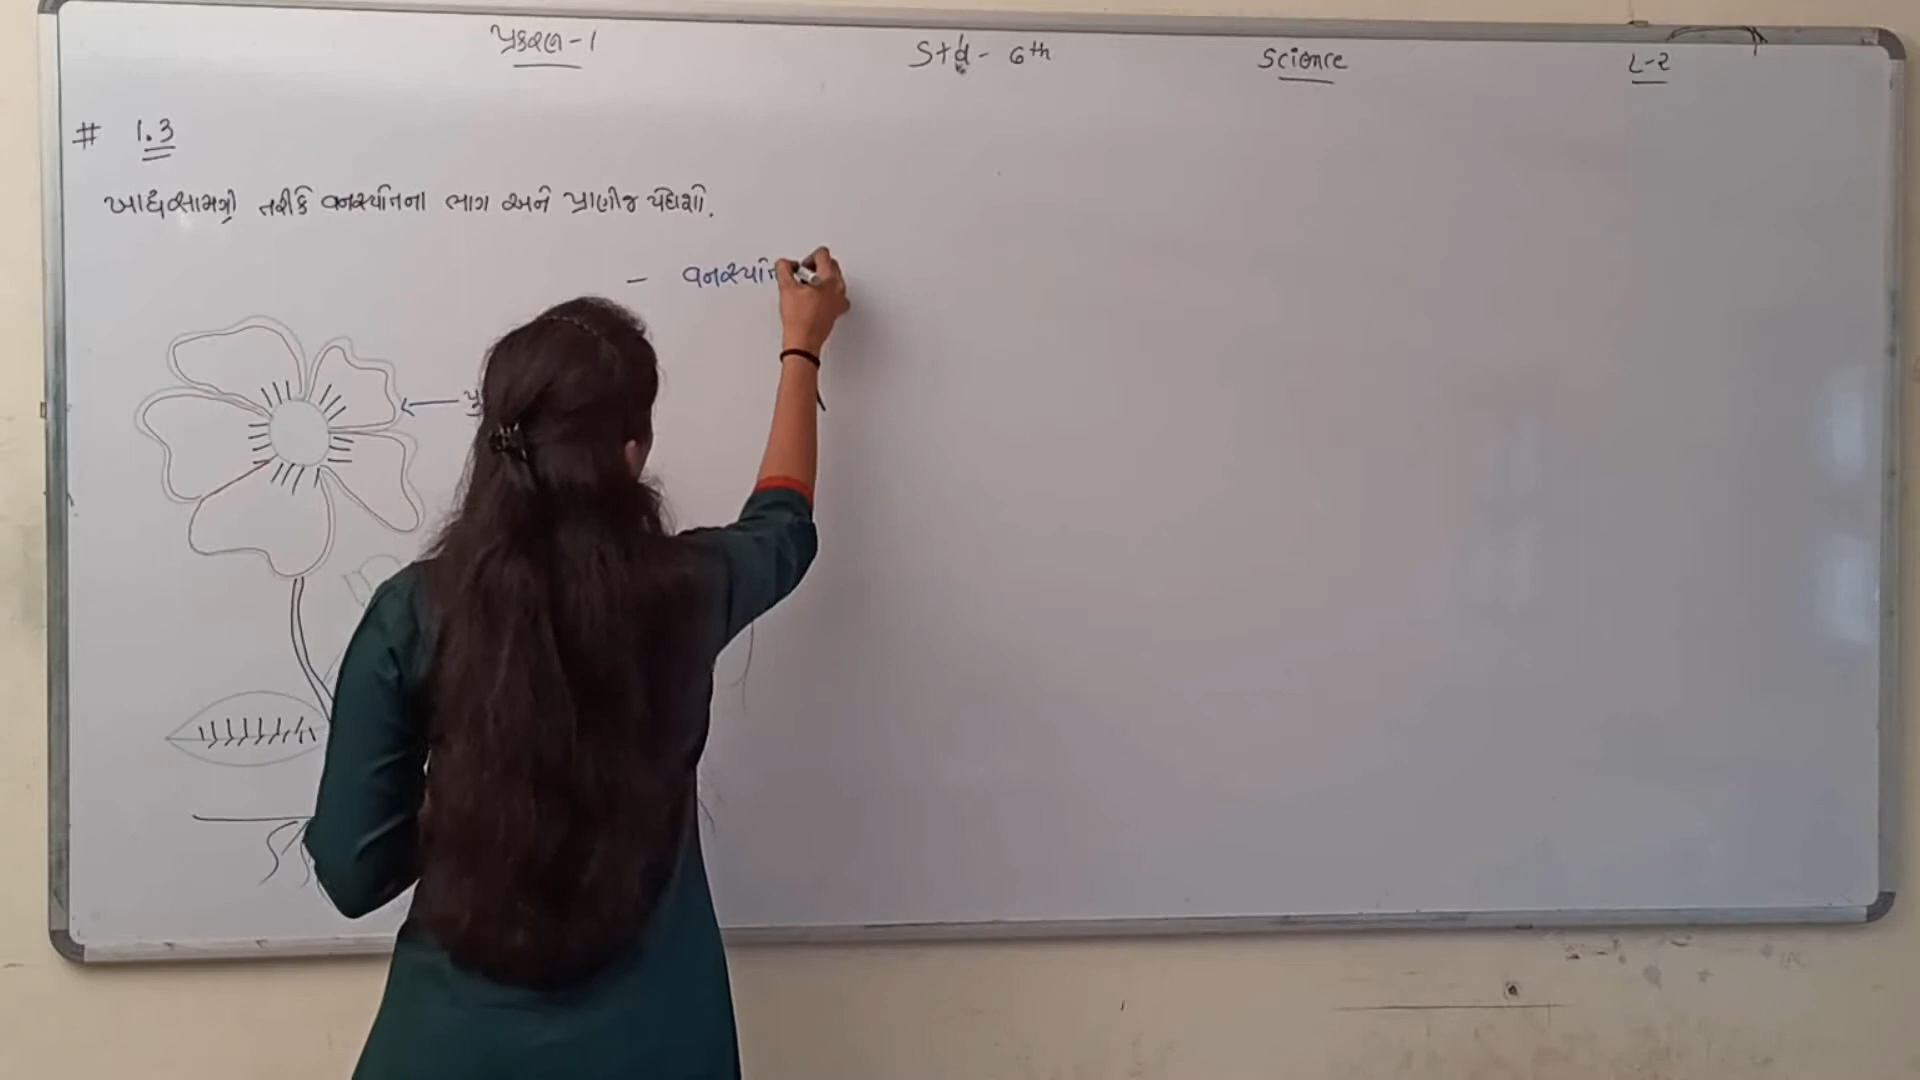 પ્રકરણ-1
Std - 6th
Science
L-2
# 1.3
ખાદ્યસામગ્રી તરીકે વનસ્પતિના ભાગ અને પ્રાણીજ પેદાશો.
- વનસ્પતિ